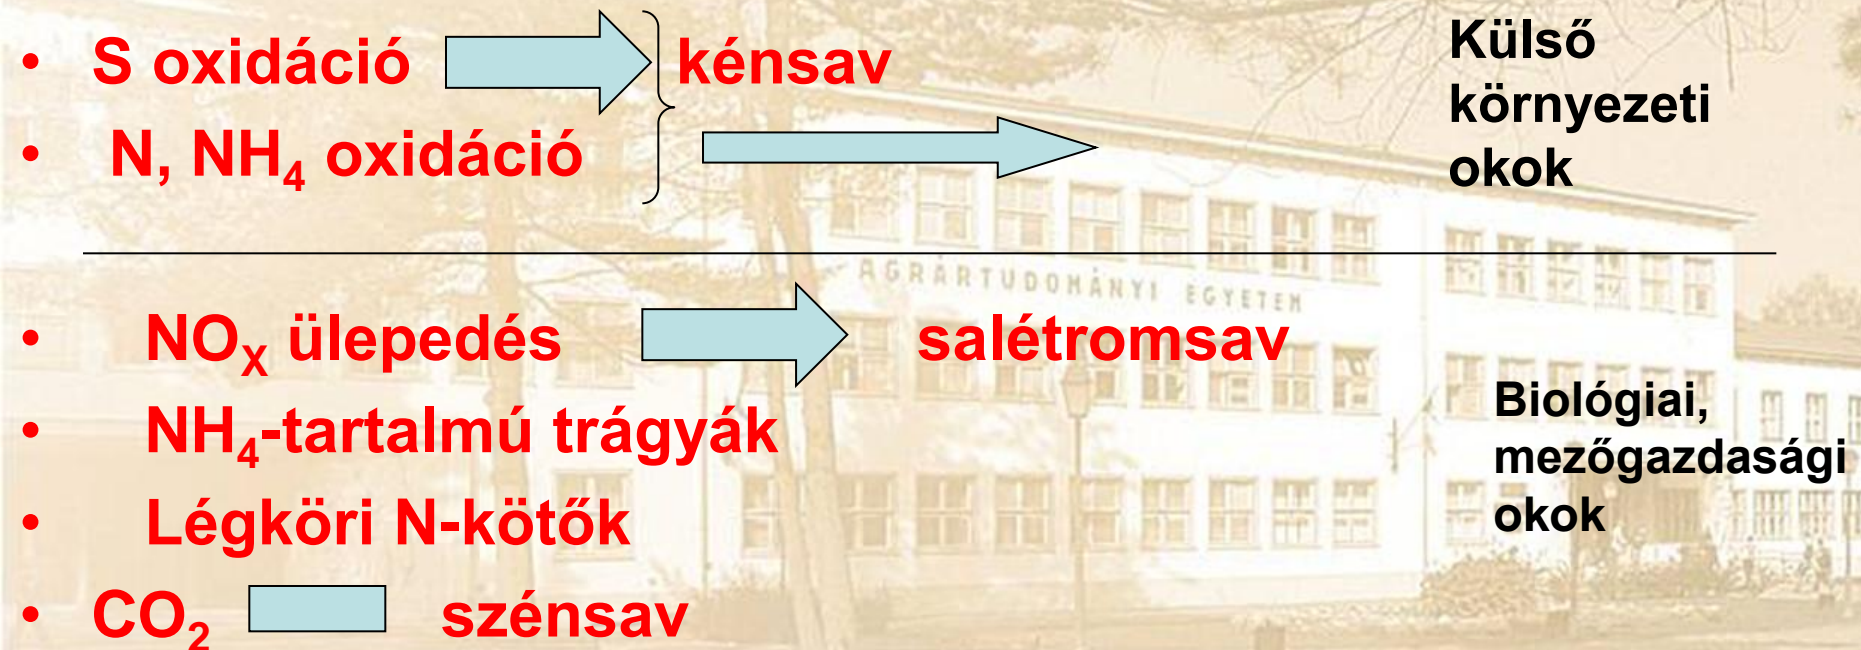 • S oxidáció kénsav
• N, NH₄ oxidáció
Külső
környezeti
okok
AGRÁRTUDOMÁNYI EGYETEM
• NOₓ ülepedés salétromsav
• NH₄-tartalmú trágyák
• Légköri N-kötők
• CO₂ szénsav
Biológiai,
mezőgazdasági
okok